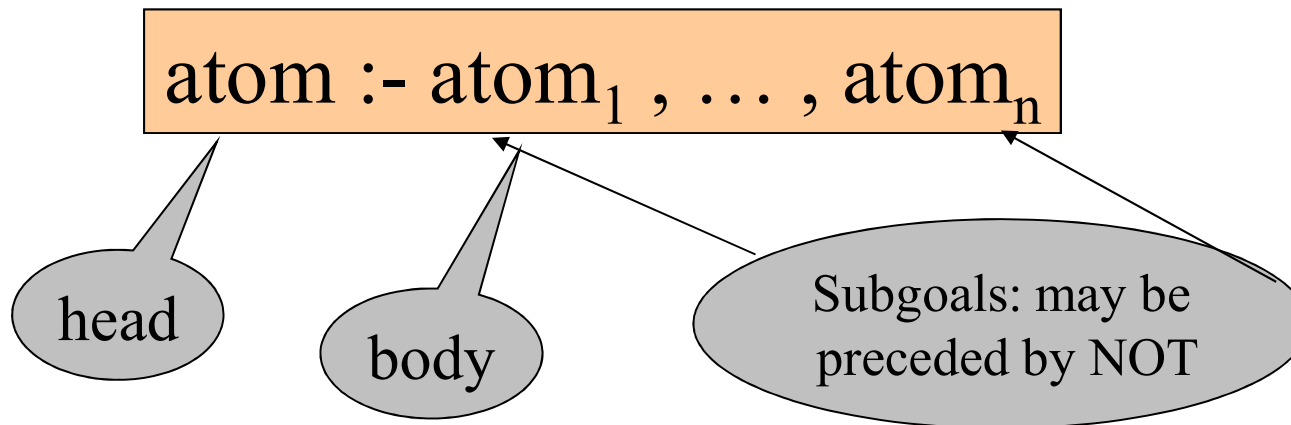 atom :- atom₁ , … , atomₙ
head
body
Subgoals: may be
preceded by NOT